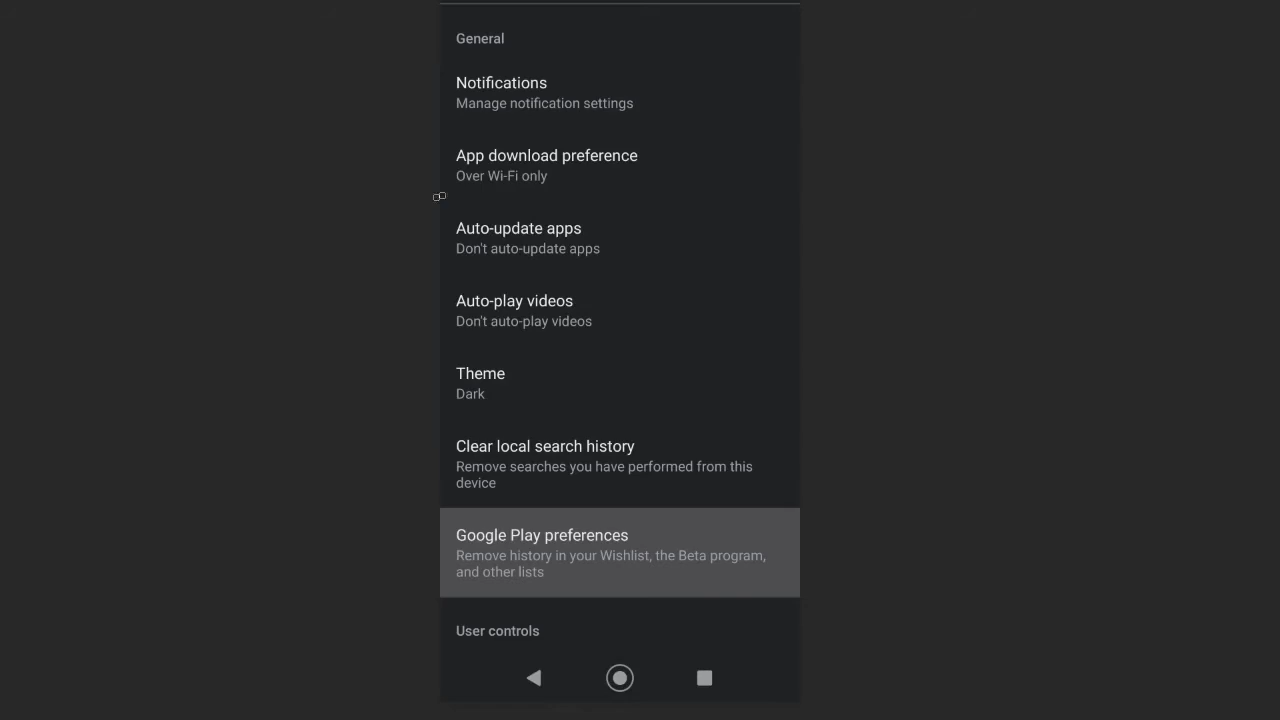 General
Notifications
Manage notification settings
App download preference
Over Wi-Fi only
Auto-update apps
Don't auto-update apps
Auto-play videos
Don't auto-play videos
Theme
Dark
Clear local search history
Remove searches you have performed from this
device
Google Play preferences
Remove history in your Wishlist, the Beta program,
and other lists
User controls